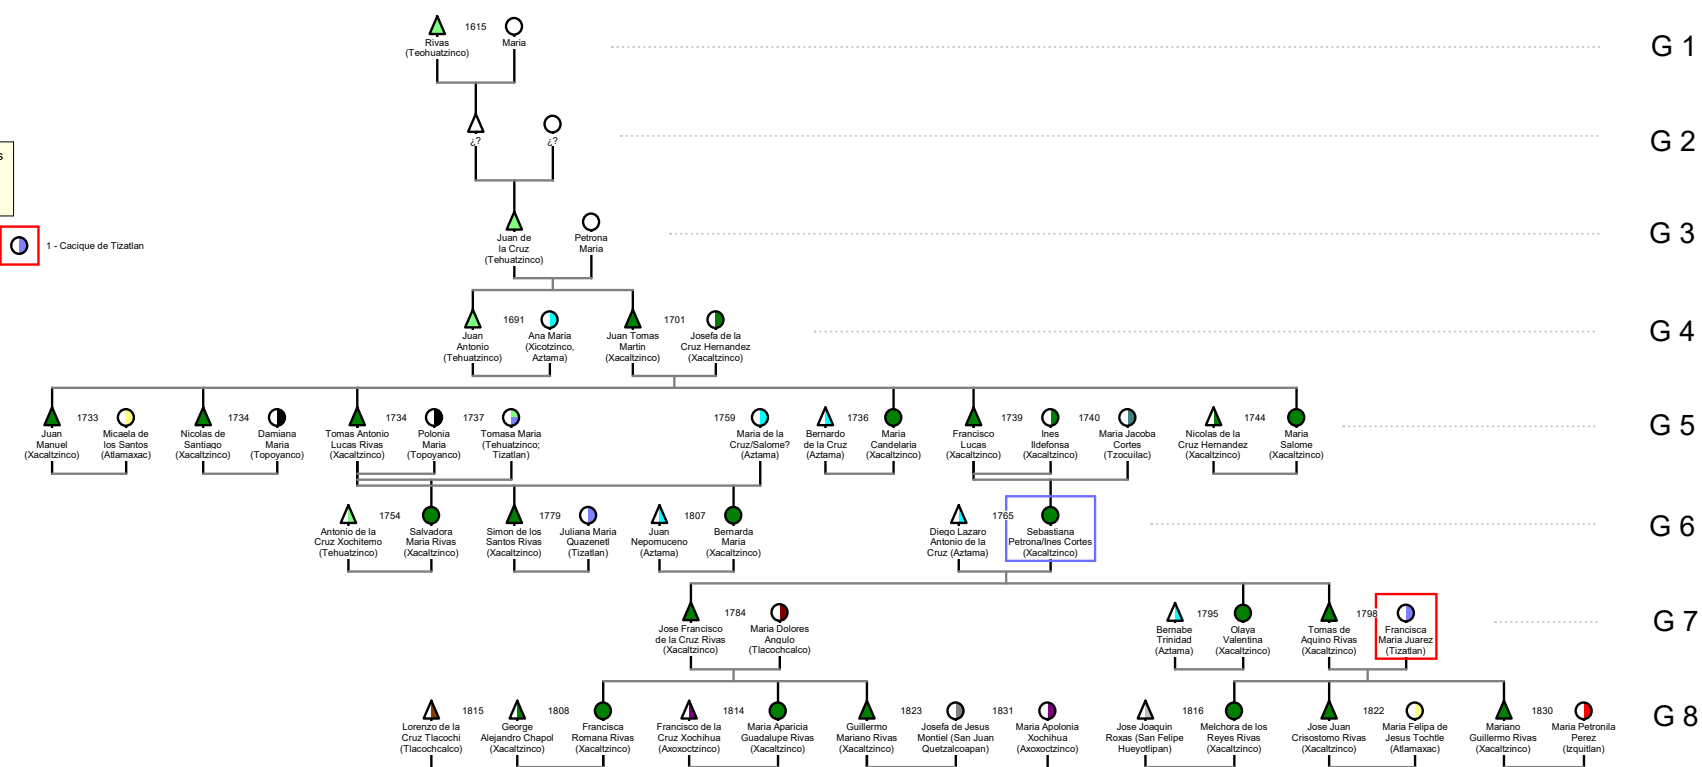 Rivas
(Teohuatzinco)
1615
Maria
G 1
¿?
¿?
G 2
s
1 - Cacique de Tizatlan
Juan de
la Cruz
(Tehuatzinco)
Petrona
Maria
G 3
Juan
Antonio
(Tehuatzinco)
1691
Ana Maria
(Xicotzinco,
Aztama)
Juan Tomas
Martin
(Xacaltzinco)
1701
Josefa de la
Cruz Hernandez
(Xacaltzinco)
G 4
Juan
Manuel
(Xacaltzinco)
1733
Micaela de
los Santos
(Atlamaxac)
Nicolas de
Santiago
(Xacaltzinco)
1734
Damiana
Maria
(Topoyanco)
Tomas Antonio
Lucas Rivas
(Xacaltzinco)
1734
Polonia
Maria
(Topoyanco)
1737
Tomasa Maria
(Tehuatzinco;
Tizatlan)
1759
Maria de la
Cruz/Salome?
(Aztama)
Bernardo
de la Cruz
(Aztama)
1736
Maria
Candelaria
(Xacaltzinco)
Francisco
Lucas
(Xacaltzinco)
1739
Ines
Ildefonsa
(Xacaltzinco)
1740
Maria Jacoba
Cortes
(Tzocuilac)
Nicolas de la
Cruz Hernandez
(Xacaltzinco)
1744
Maria
Salome
(Xacaltzinco)
G 5
Antonio de la
Cruz Xochitemo
(Tehuatzinco)
1754
Salvadora
Maria Rivas
(Xacaltzinco)
Simon de los
Santos Rivas
(Xacaltzinco)
1779
Juliana Maria
Quazenetl
(Tizatlan)
Juan
Nepomuceno
(Aztama)
1807
Bernarda
Maria
(Xacaltzinco)
Diego Lazaro
Antonio de la
Cruz (Aztama)
1765
Sebastiana
Petrona/Ines Cortes
(Xacaltzinco)
G 6
Jose Francisco
de la Cruz Rivas
(Xacaltzinco)
1784
Maria Dolores
Angulo
(Tlacochcalco)
Bernabe
Trinidad
(Aztama)
1795
Olaya
Valentina
(Xacaltzinco)
Tomas de
Aquino Rivas
(Xacaltzinco)
1798
Francisca
Maria Juarez
(Tizatlan)
G 7
Lorenzo de la
Cruz Tlacochi
(Tlacochcalco)
1815
George
Alejandro Chapol
(Xacaltzinco)
1808
Francisca
Romana Rivas
(Xacaltzinco)
Francisco de la
Cruz Xochihua
(Axoxoctzinco)
1814
Maria Aparicia
Guadalupe Rivas
(Xacaltzinco)
Guillermo
Mariano Rivas
(Xacaltzinco)
1823
Josefa de Jesus
Montiel (San Juan
Quetzalcoapan)
1831
Maria Apolonia
Xochihua
(Axoxoctzinco)
Jose Joaquin
Roxas (San Felipe
Hueyotlipan)
1816
Melchora de los
Reyes Rivas
(Xacaltzinco)
Jose Juan
Crisostomo Rivas
(Xacaltzinco)
1822
Maria Felipa de
Jesus Tochtle
(Atlamaxac)
Mariano
Guillermo Rivas
(Xacaltzinco)
1830
Maria Petronila
Perez
(Izquitlan)
G 8